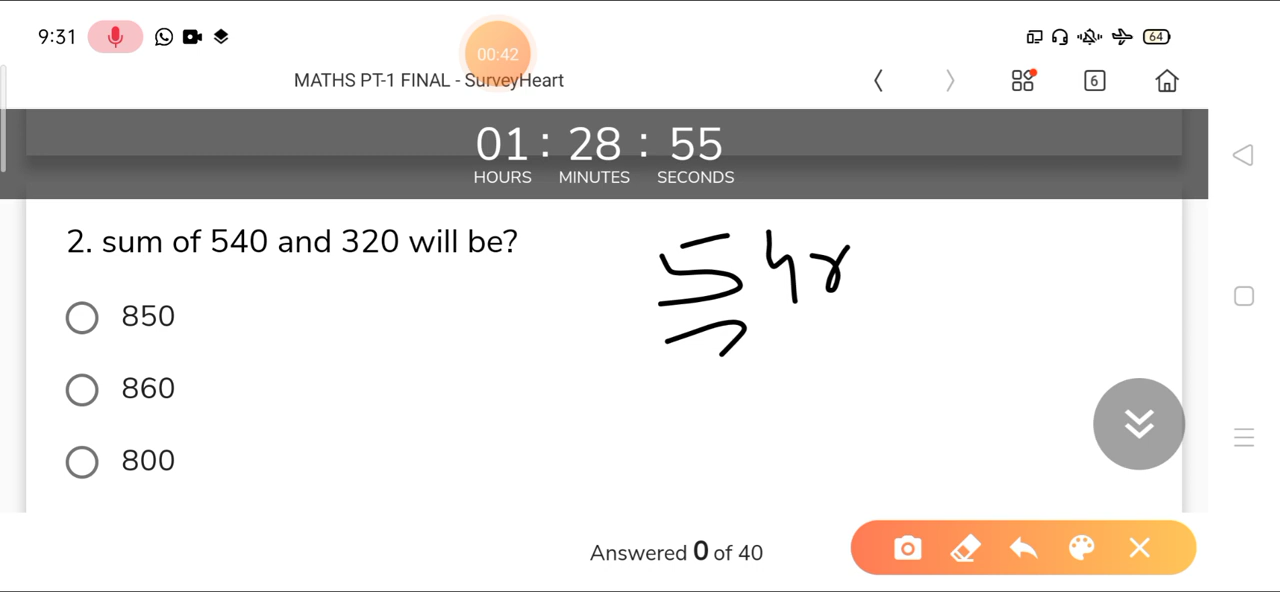 9:31
00:42
64
MATHS PT-1 FINAL - SurveyHeart
6
01 : 28 : 55
HOURS MINUTES SECONDS
2. sum of 540 and 320 will be?
54
850
860
800
Answered 0 of 40